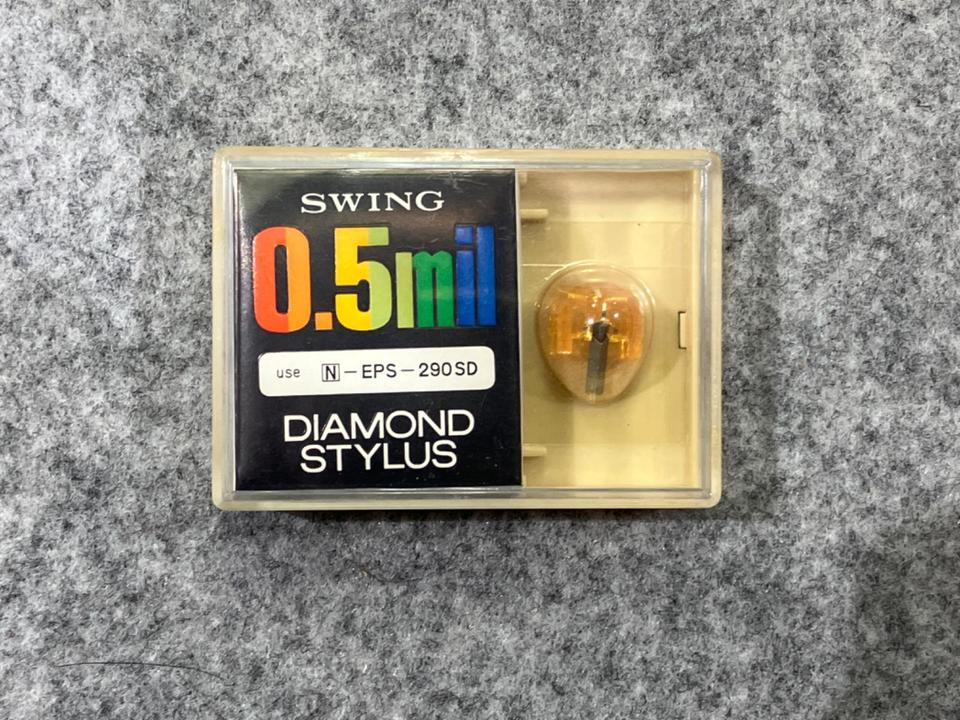 SWING
0.5mil
use N-EPS-290SD
DIAMOND
STYLUS